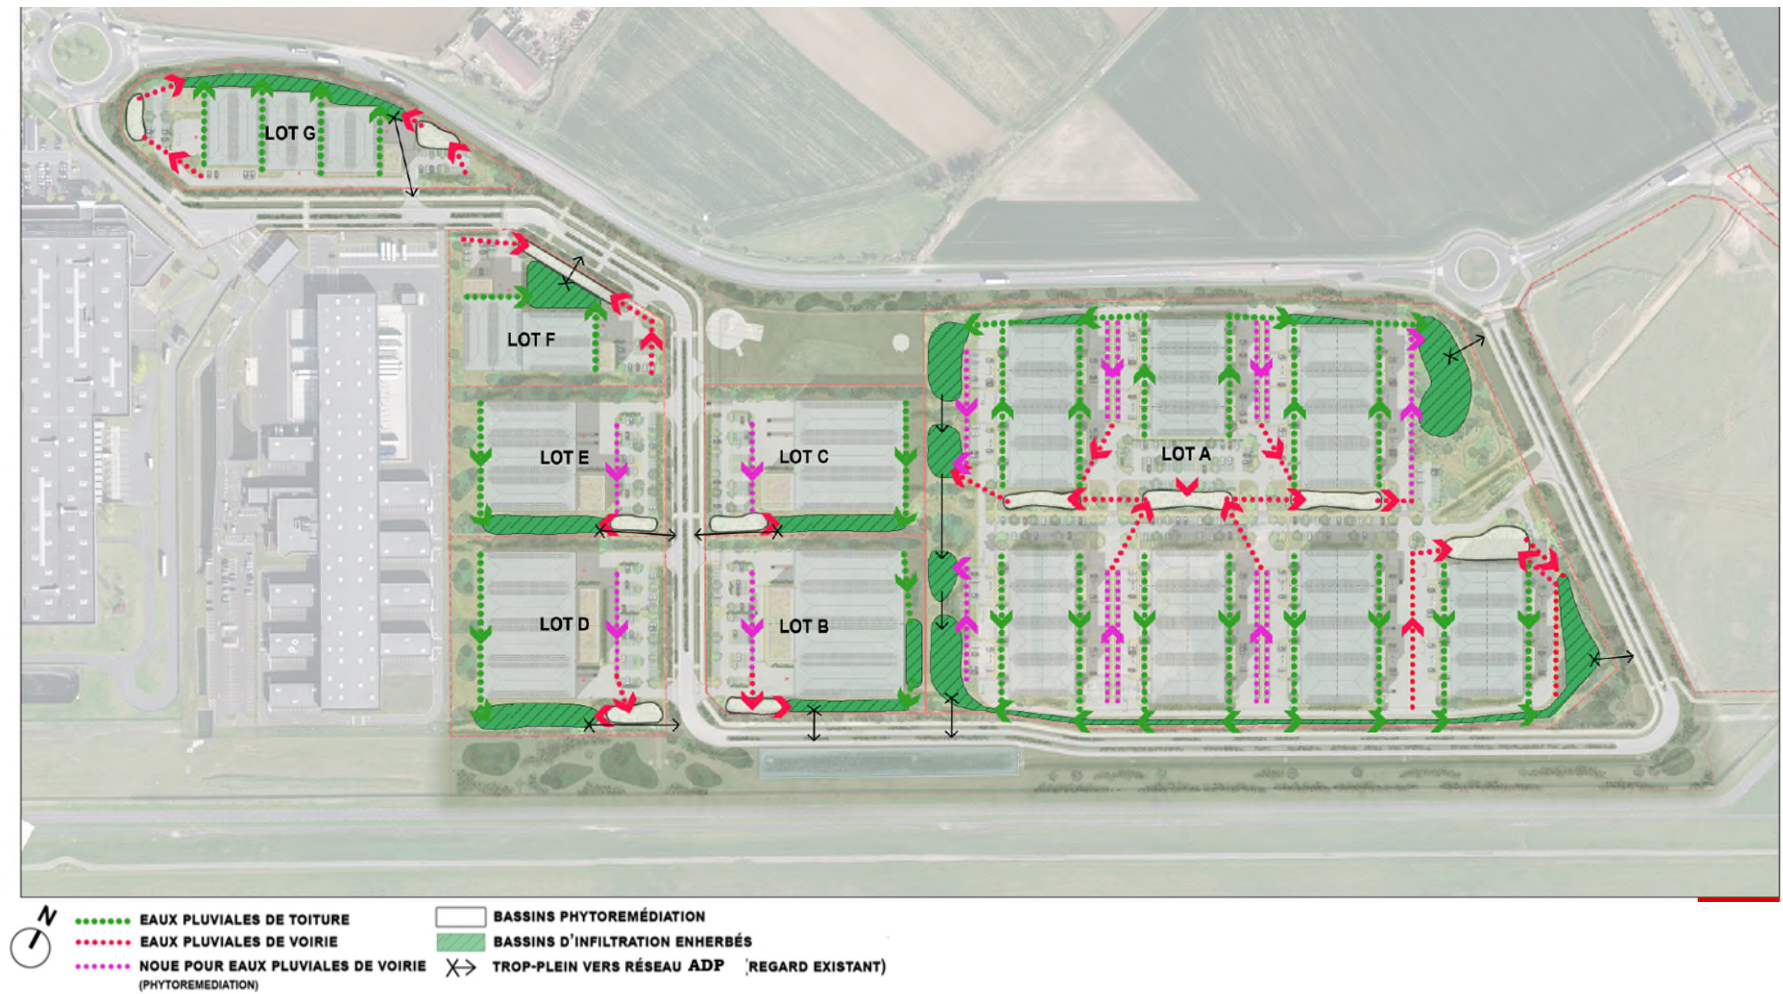 LOT G
LOT F
LOT E
LOT C
LOT A
LOT D
LOT B
N
EAUX PLUVIALES DE TOITURE
EAUX PLUVIALES DE VOIRIE
NOUE POUR EAUX PLUVIALES DE VOIRIE
(PHYTOREMEDIATION)
BASSINS PHYTOREMÉDIATION
BASSINS D'INFILTRATION ENHERBÉS
TROP-PLEIN VERS RÉSEAU ADP (REGARD EXISTANT)